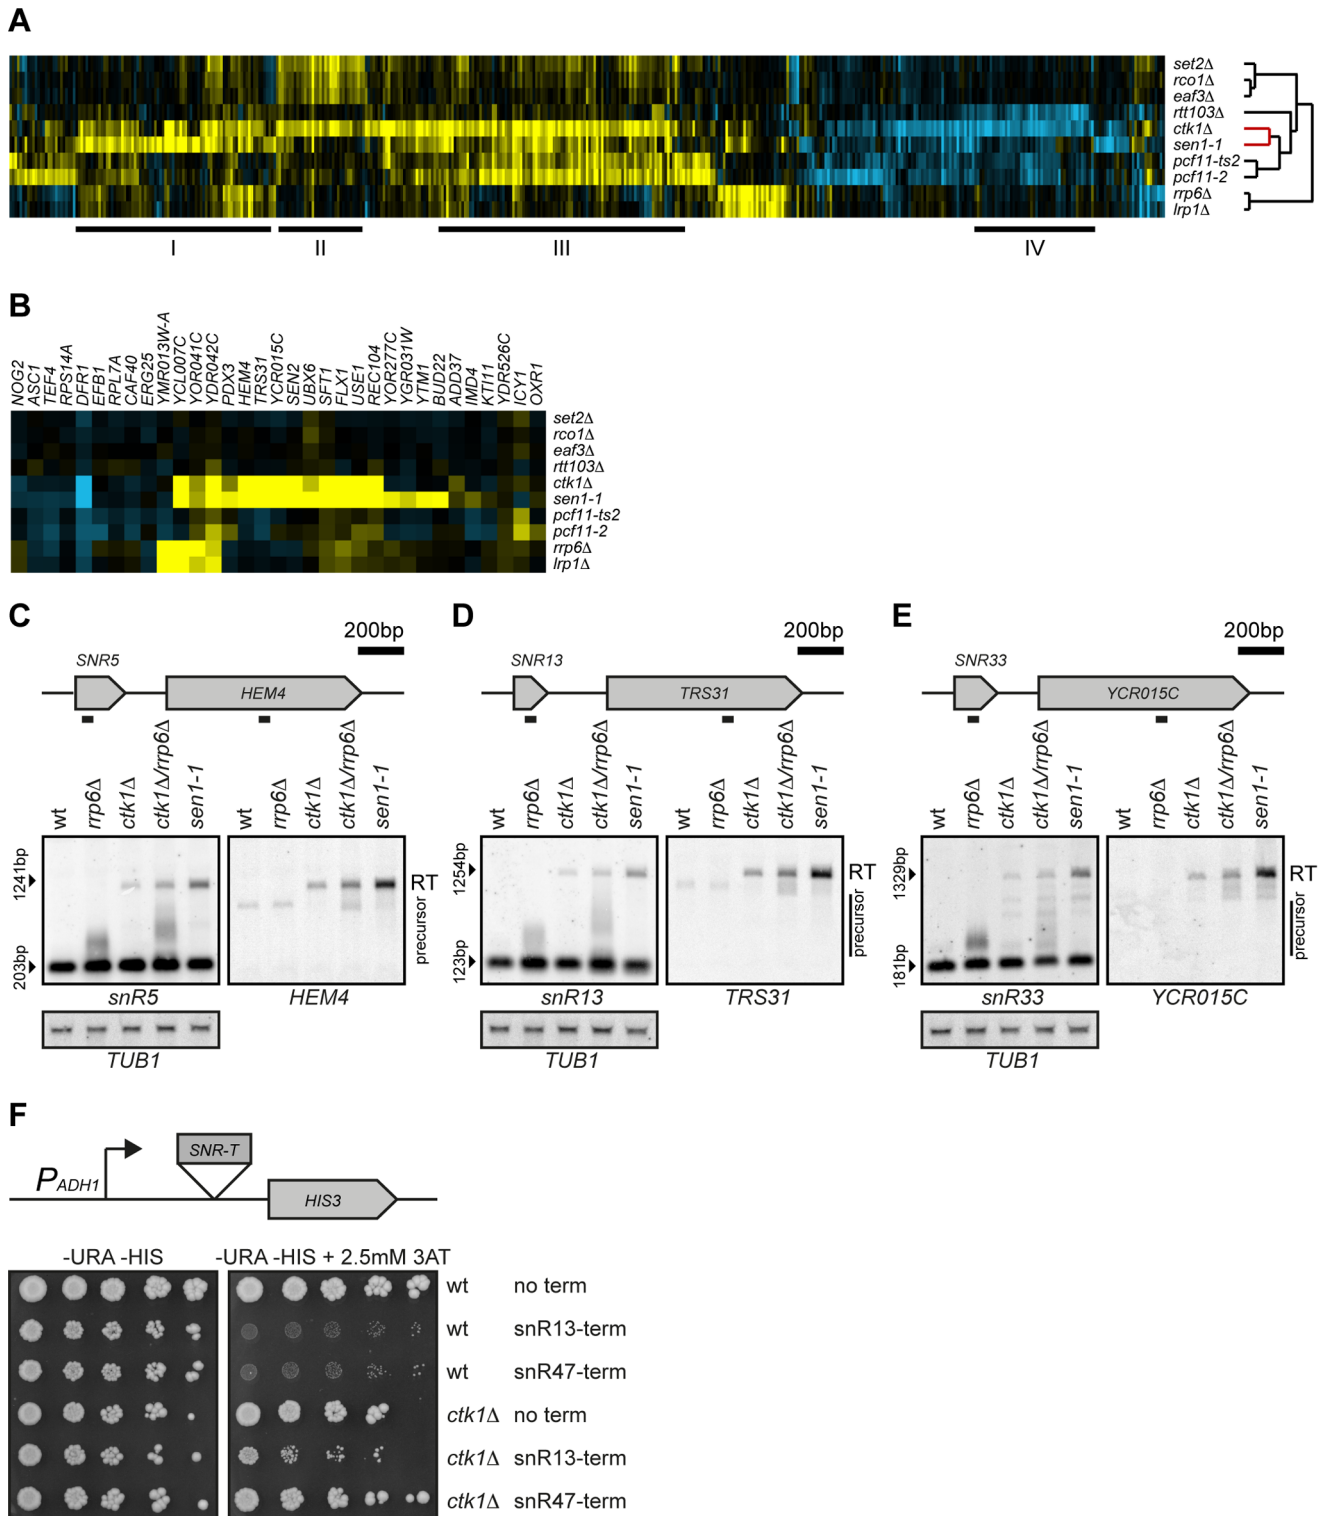 A
set2Δ
rco1Δ
eaf3Δ
rtt103Δ
ctk1Δ
sen1-1
pcf11-ts2
pcf11-2
rrp6Δ
lrp1Δ
I II III IV
B
NOG2
ASC1
TEF4
RPS14A
DFR1
EFB1
RPL7A
CAF40
ERG25
YMR013W-A
YCL007C
YOR041C
YDR042C
PDX3
HEM4
TRS31
YCR015C
SEN2
UBX6
SFT1
FLX1
USE1
REC104
YOR277C
YGR031W
YTM1
BUD22
ADD37
IMD4
KTI11
YDR526C
ICY1
OXR1
set2Δ
rco1Δ
eaf3Δ
rtt103Δ
ctk1Δ
sen1-1
pcf11-ts2
pcf11-2
rrp6Δ
lrp1Δ
C
200bp
SNR5
HEM4
wt
rrp6Δ
ctk1Δ
ctk1Δ/rrp6Δ
sen1-1
wt
rrp6Δ
ctk1Δ
ctk1Δ/rrp6Δ
sen1-1
1241bp
203bp
RT
precursor
snR5
HEM4
TUB1
D
200bp
SNR13
TRS31
wt
rrp6Δ
ctk1Δ
ctk1Δ/rrp6Δ
sen1-1
wt
rrp6Δ
ctk1Δ
ctk1Δ/rrp6Δ
sen1-1
1254bp
123bp
RT
precursor
snR13
TRS31
TUB1
E
200bp
SNR33
YCR015C
wt
rrp6Δ
ctk1Δ
ctk1Δ/rrp6Δ
sen1-1
wt
rrp6Δ
ctk1Δ
ctk1Δ/rrp6Δ
sen1-1
1329bp
181bp
RT
precursor
snR33
YCR015C
TUB1
F
PADH1
SNR-T
HIS3
-URA -HIS
-URA -HIS + 2.5mM 3AT
wt no term
wt snR13-term
wt snR47-term
ctk1Δ no term
ctk1Δ snR13-term
ctk1Δ snR47-term